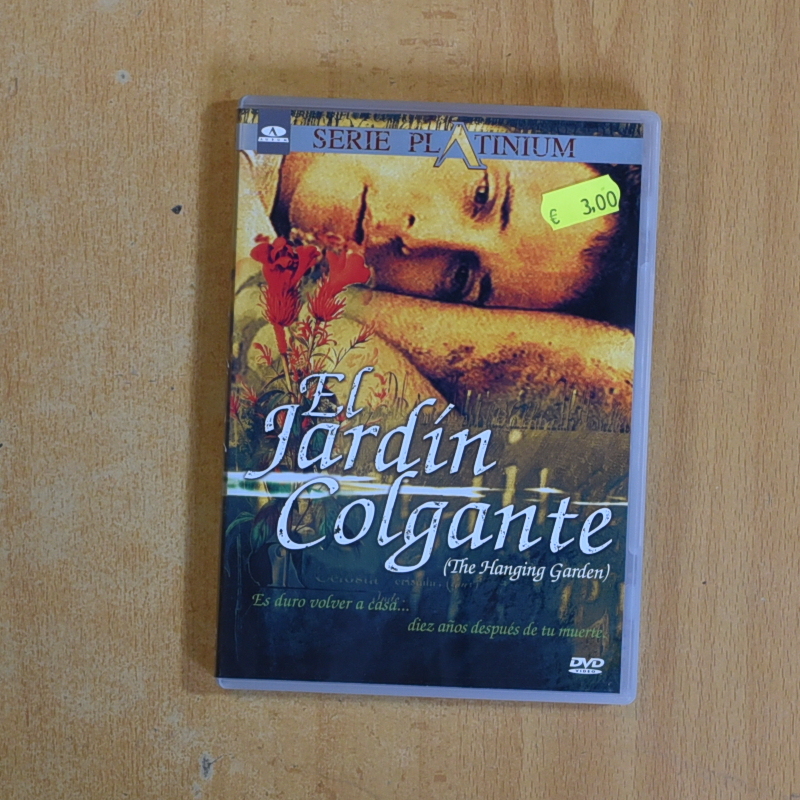 SERIE PLATINIUM
€ 3,00
El
Jardín
Colgante
(The Hanging Garden)
Es duro volver a casa...
diez años después de tu muerte.
DVD
VIDEO